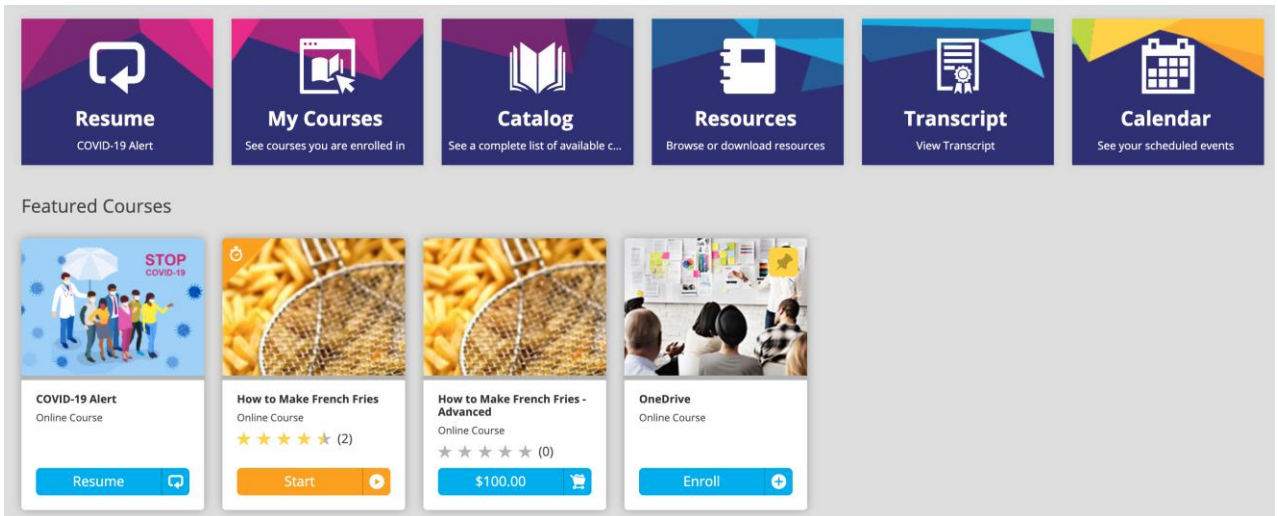 Resume
COVID-19 Alert
My Courses
See courses you are enrolled in
Catalog
See a complete list of available c...
Resources
Browse or download resources
Transcript
View Transcript
Calendar
See your scheduled events
Featured Courses
STOP
COVID-19
COVID-19 Alert
Online Course
Resume
How to Make French Fries
Online Course
(2)
Start
How to Make French Fries -
Advanced
Online Course
(0)
$100.00
OneDrive
Online Course
Enroll